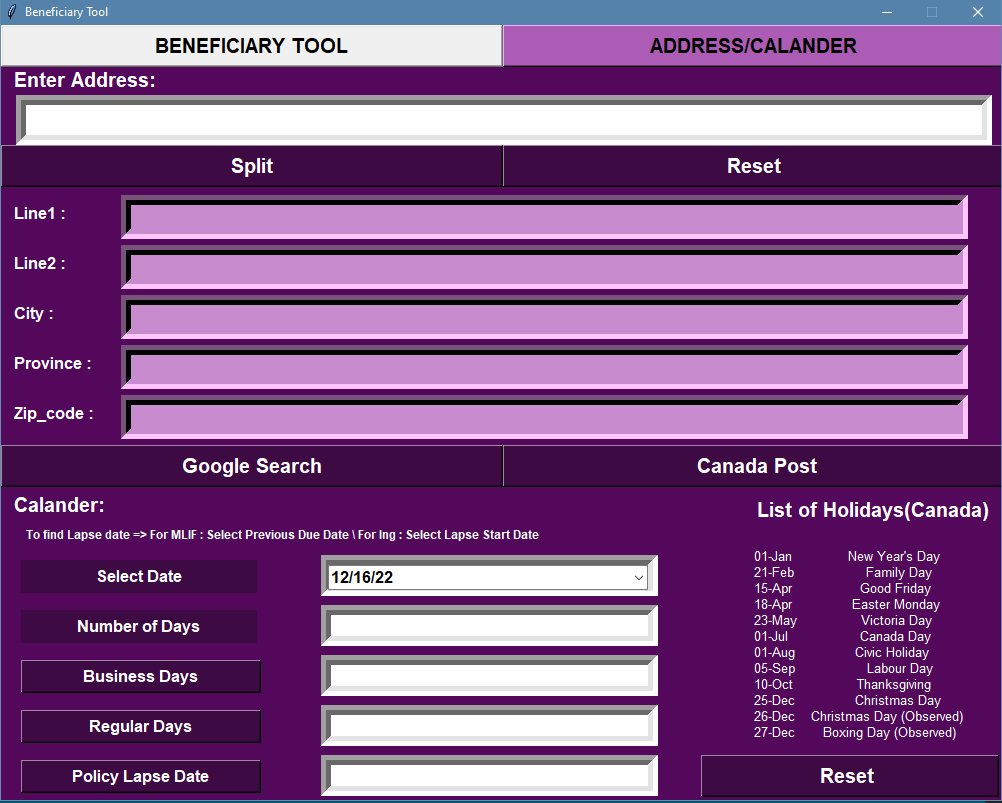 Beneficiary Tool
BENEFICIARY TOOL
ADDRESS/CALANDER
Enter Address:
Split
Reset
Line1 :
Line2 :
City :
Province :
Zip_code :
Google Search
Canada Post
Calander:
To find Lapse date => For MLIF : Select Previous Due Date \ For Ing : Select Lapse Start Date
Select Date
12/16/22
Number of Days
Business Days
Regular Days
Policy Lapse Date
List of Holidays(Canada)
01-Jan New Year's Day
21-Feb Family Day
15-Apr Good Friday
18-Apr Easter Monday
23-May Victoria Day
01-Jul Canada Day
01-Aug Civic Holiday
05-Sep Labour Day
10-Oct Thanksgiving
25-Dec Christmas Day
26-Dec Christmas Day (Observed)
27-Dec Boxing Day (Observed)
Reset